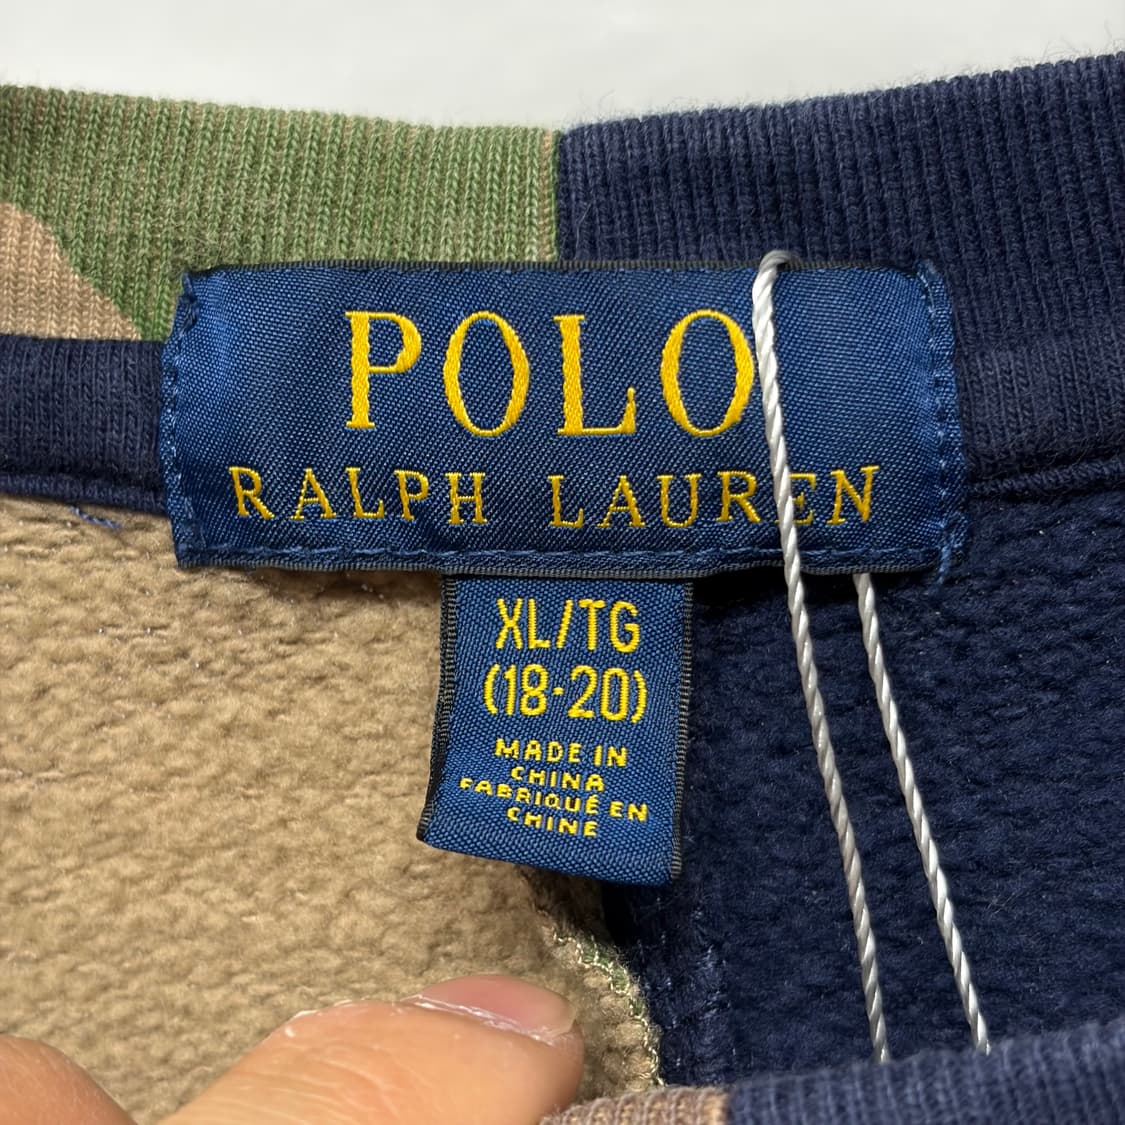 POLO
RALPH LAUREN
XL/TG
(18-20)
MADE IN
CHINA
FABRIQUÉ EN
CHINE